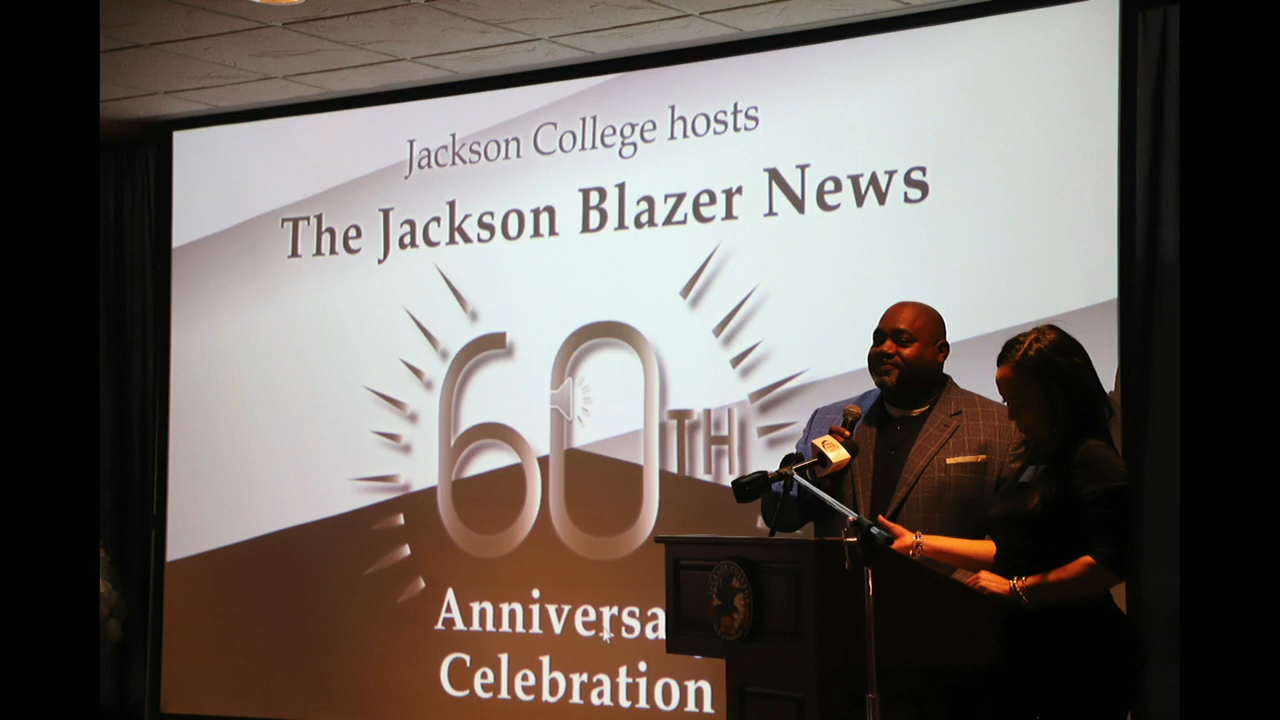 Jackson College hosts
The Jackson Blazer News
60TH
Anniversa
Celebration